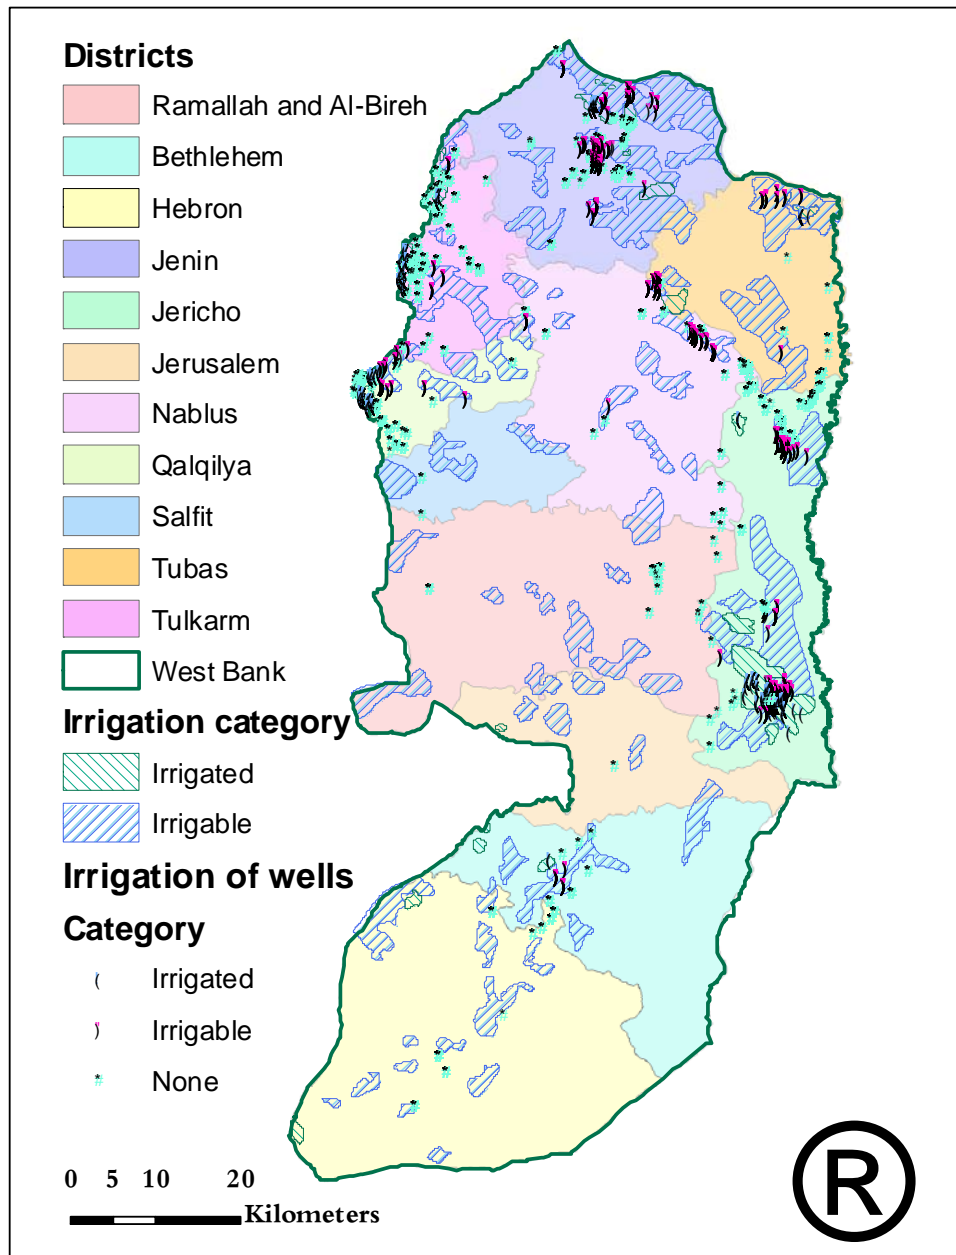 Districts
Ramallah and Al-Bireh
Bethlehem
Hebron
Jenin
Jericho
Jerusalem
Nablus
Qalqilya
Salfit
Tubas
Tulkarm
West Bank
Irrigation category
Irrigated
Irrigable
Irrigation of wells
Category
Irrigated
Irrigable
None
0 5 10 20
Kilometers
R